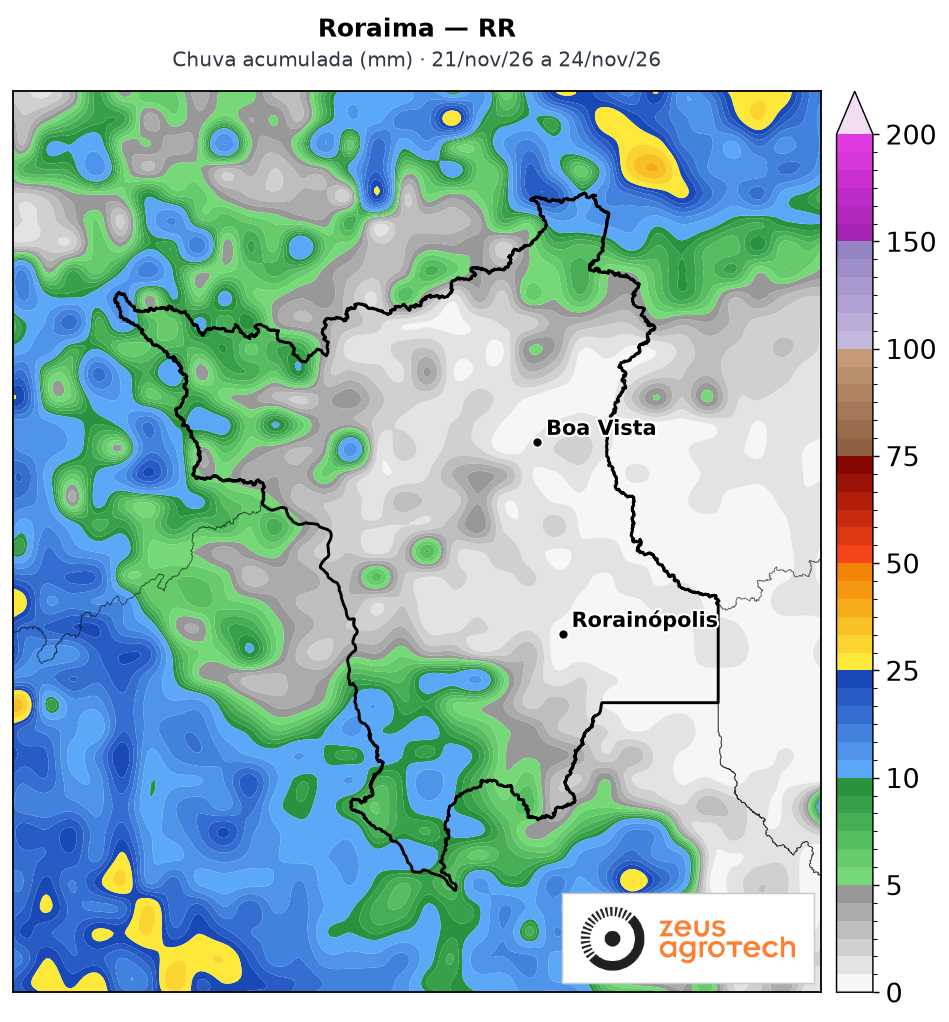 Roraima — RR
Chuva acumulada (mm) · 21/nov/26 a 24/nov/26
200
150
100
75
50
25
10
5
0
Boa Vista
Rorainópolis
zeus
agrotech